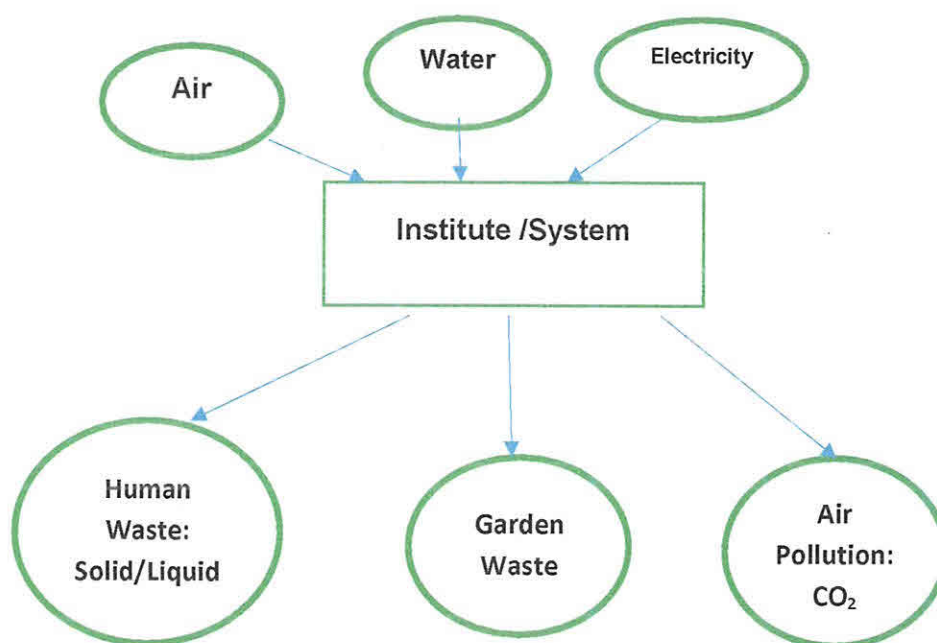 Air
Water
Electricity
Institute /System
Human
Waste:
Solid/Liquid
Garden
Waste
Air
Pollution:
CO₂